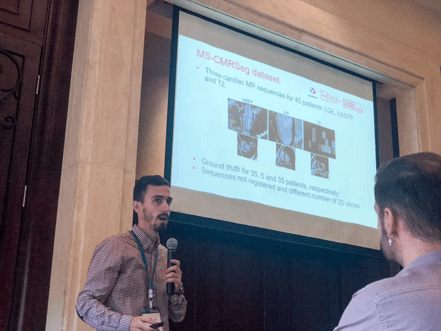 MS-CMRSeg dataset
• Three cardiac MR sequences for 45 patients, LGE, bSSFP
and T2.
• Ground truth for 35, 5 and 35 patients, respectively.
• Sequences not registered and different number of 2D slices